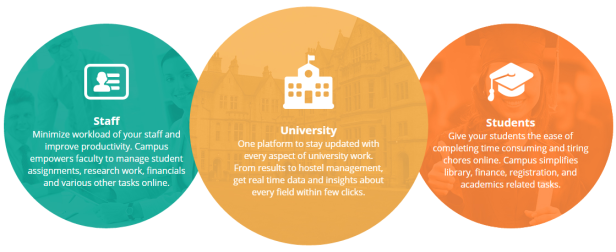 Staff
Minimize workload of your staff and
improve productivity. Campus
empowers faculty to manage student
assignments, research work, financials
and various other tasks online.
University
One platform to stay updated with
every aspect of university work.
From results to hostel management,
get real time data and insights about
every field within few clicks.
Students
Give your students the ease of
completing time consuming and tiring
chores online. Campus simplifies
library, finance, registration, and
academics related tasks.